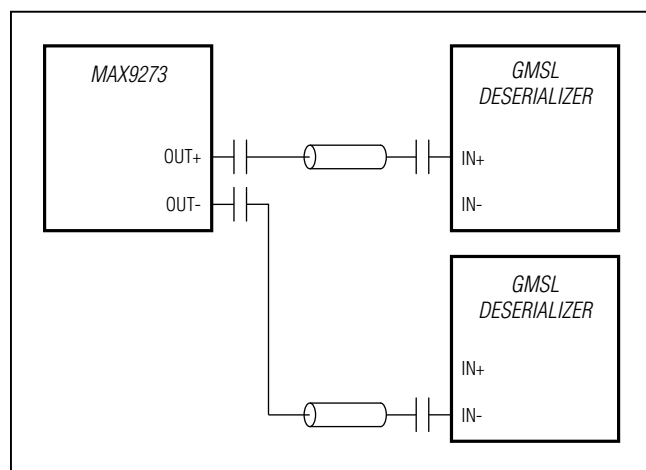 MAX9273
OUT+
OUT-
GMSL
DESERIALIZER
IN+
IN-
GMSL
DESERIALIZER
IN+
IN-